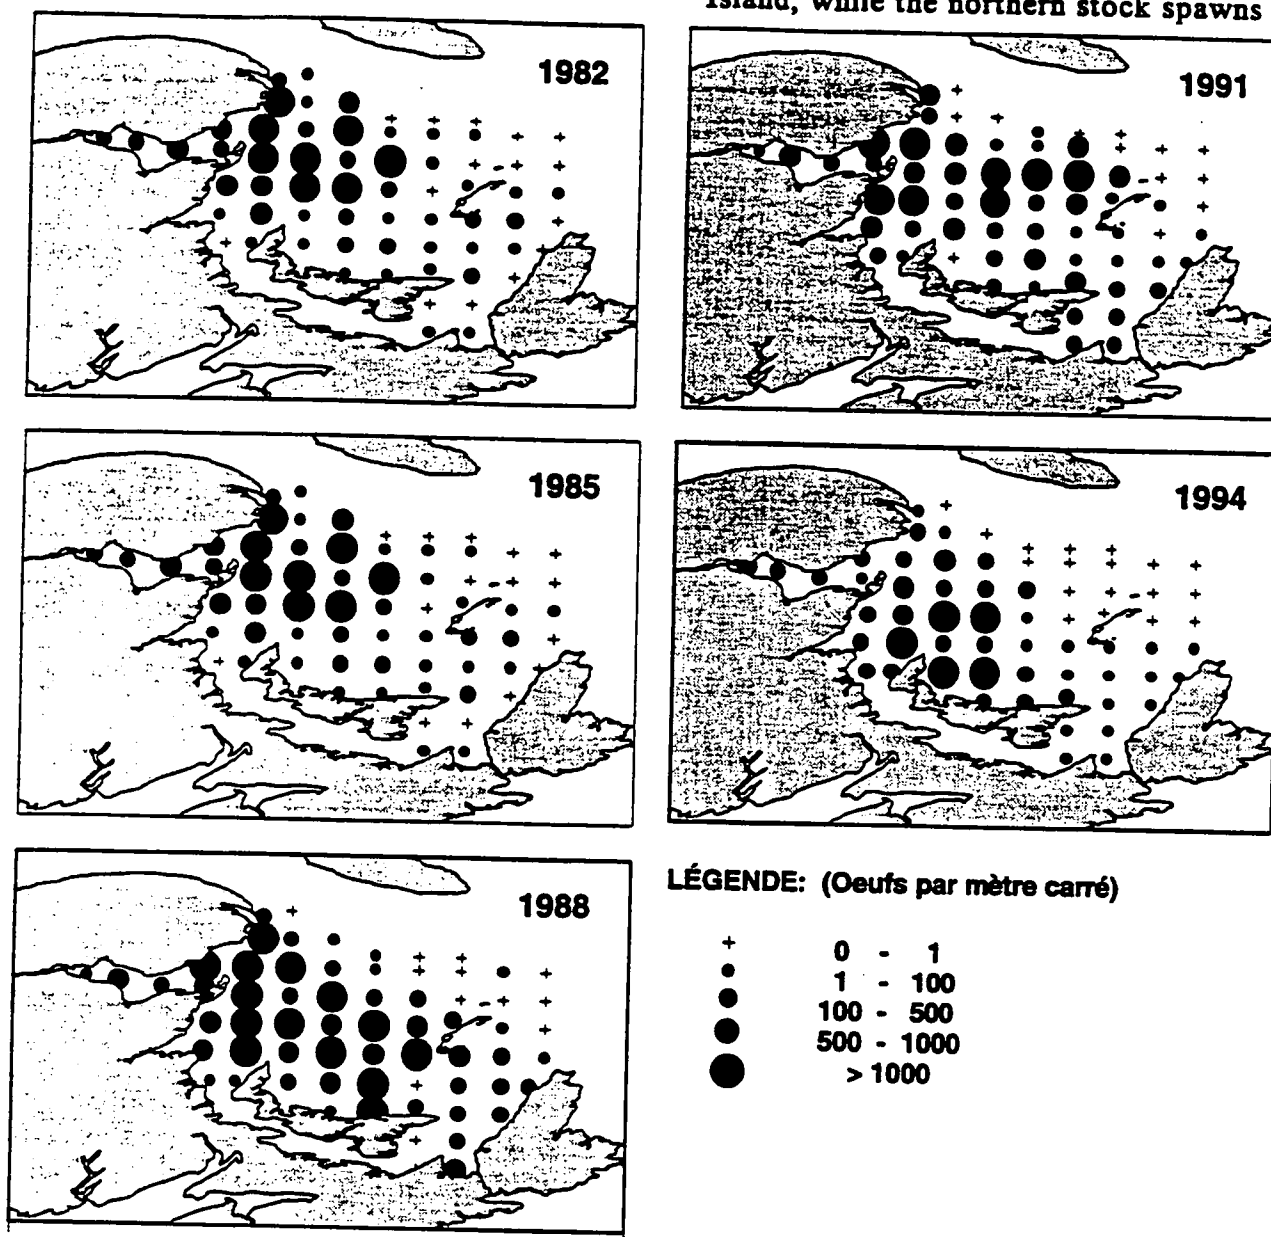 Island, while the northern stock spawns
1982
1991
1985
1994
1988
LÉGENDE: (Oeufs par mètre carré)
+ 0 - 1
1 - 100
100 - 500
500 - 1000
> 1000